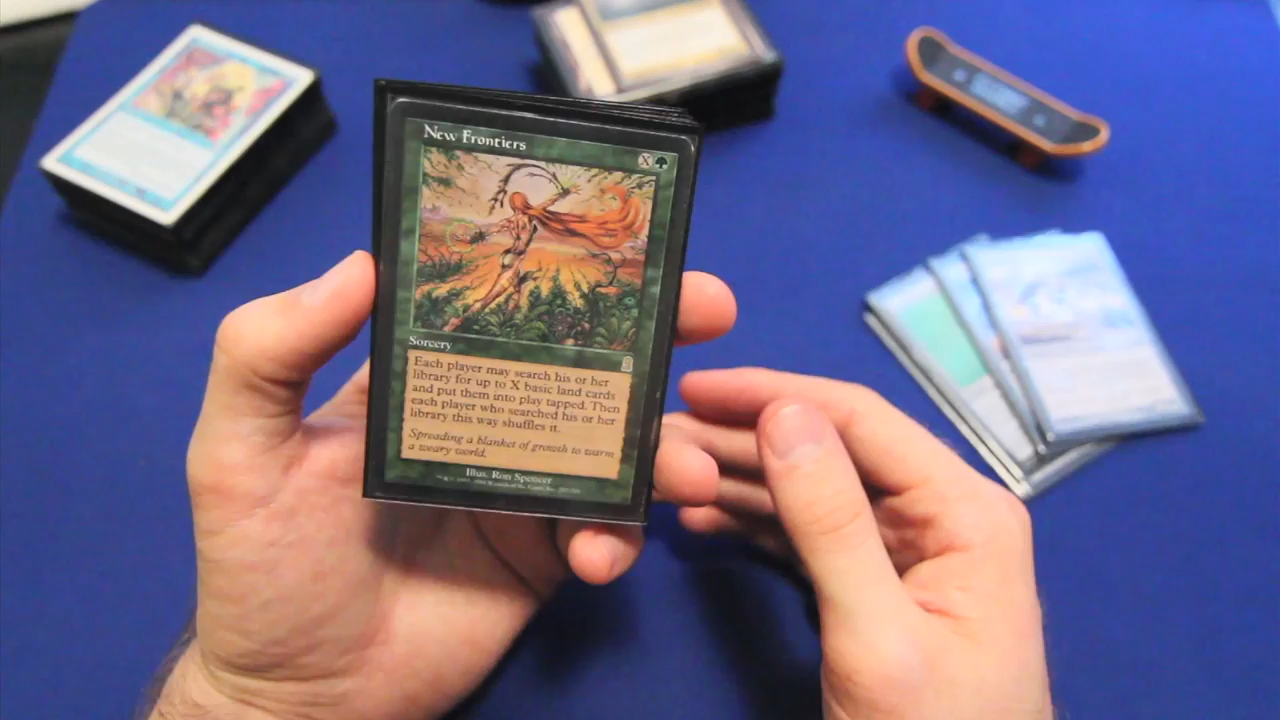 New Frontiers
X
Sorcery
Each player may search his or her
library for up to X basic land cards
and put them into play tapped. Then
each player who searched his or her
library this way shuffles it.
Spreading a blanket of growth to warm
a weary world.
Illus. Ron Spencer